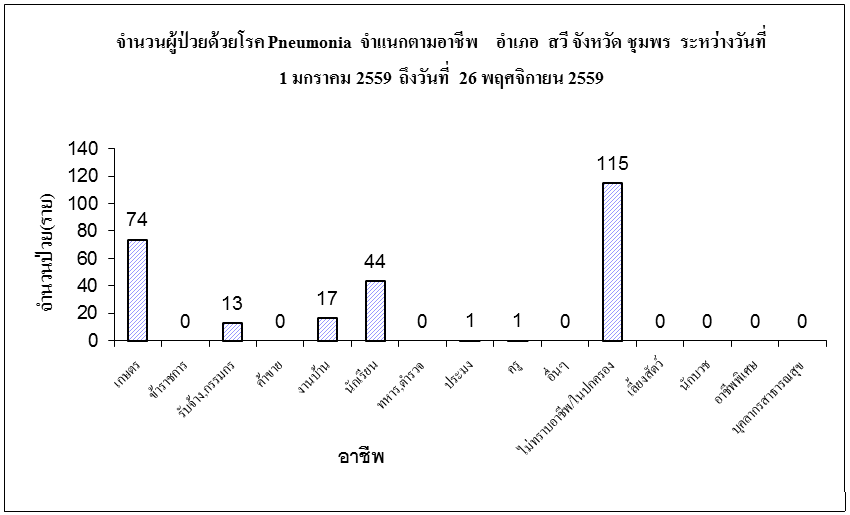 จำนวนผู้ป่วยด้วยโรค Pneumonia จำแนกตามอาชีพ อำเภอ สวี จังหวัด ชุมพร ระหว่างวันที่
1 มกราคม 2559 ถึงวันที่ 26 พฤศจิกายน 2559
จำนวนป่วย(ราย)
140
120
100
80
60
40
20
0
74
0
13
0
17
44
0
1
1
0
115
0
0
0
0
เกษตร
ข้าราชการ
รับจ้าง,กรรมกร
ค้าขาย
งานบ้าน
นักเรียน
ทหาร,ตำรวจ
ประมง
ครู
อื่นๆ
ไม่ทราบอาชีพ/ในปกครอง
เลี้ยงสัตว์
นักบวช
อาชีพพิเศษ
บุคลากรสาธารณสุข
อาชีพ